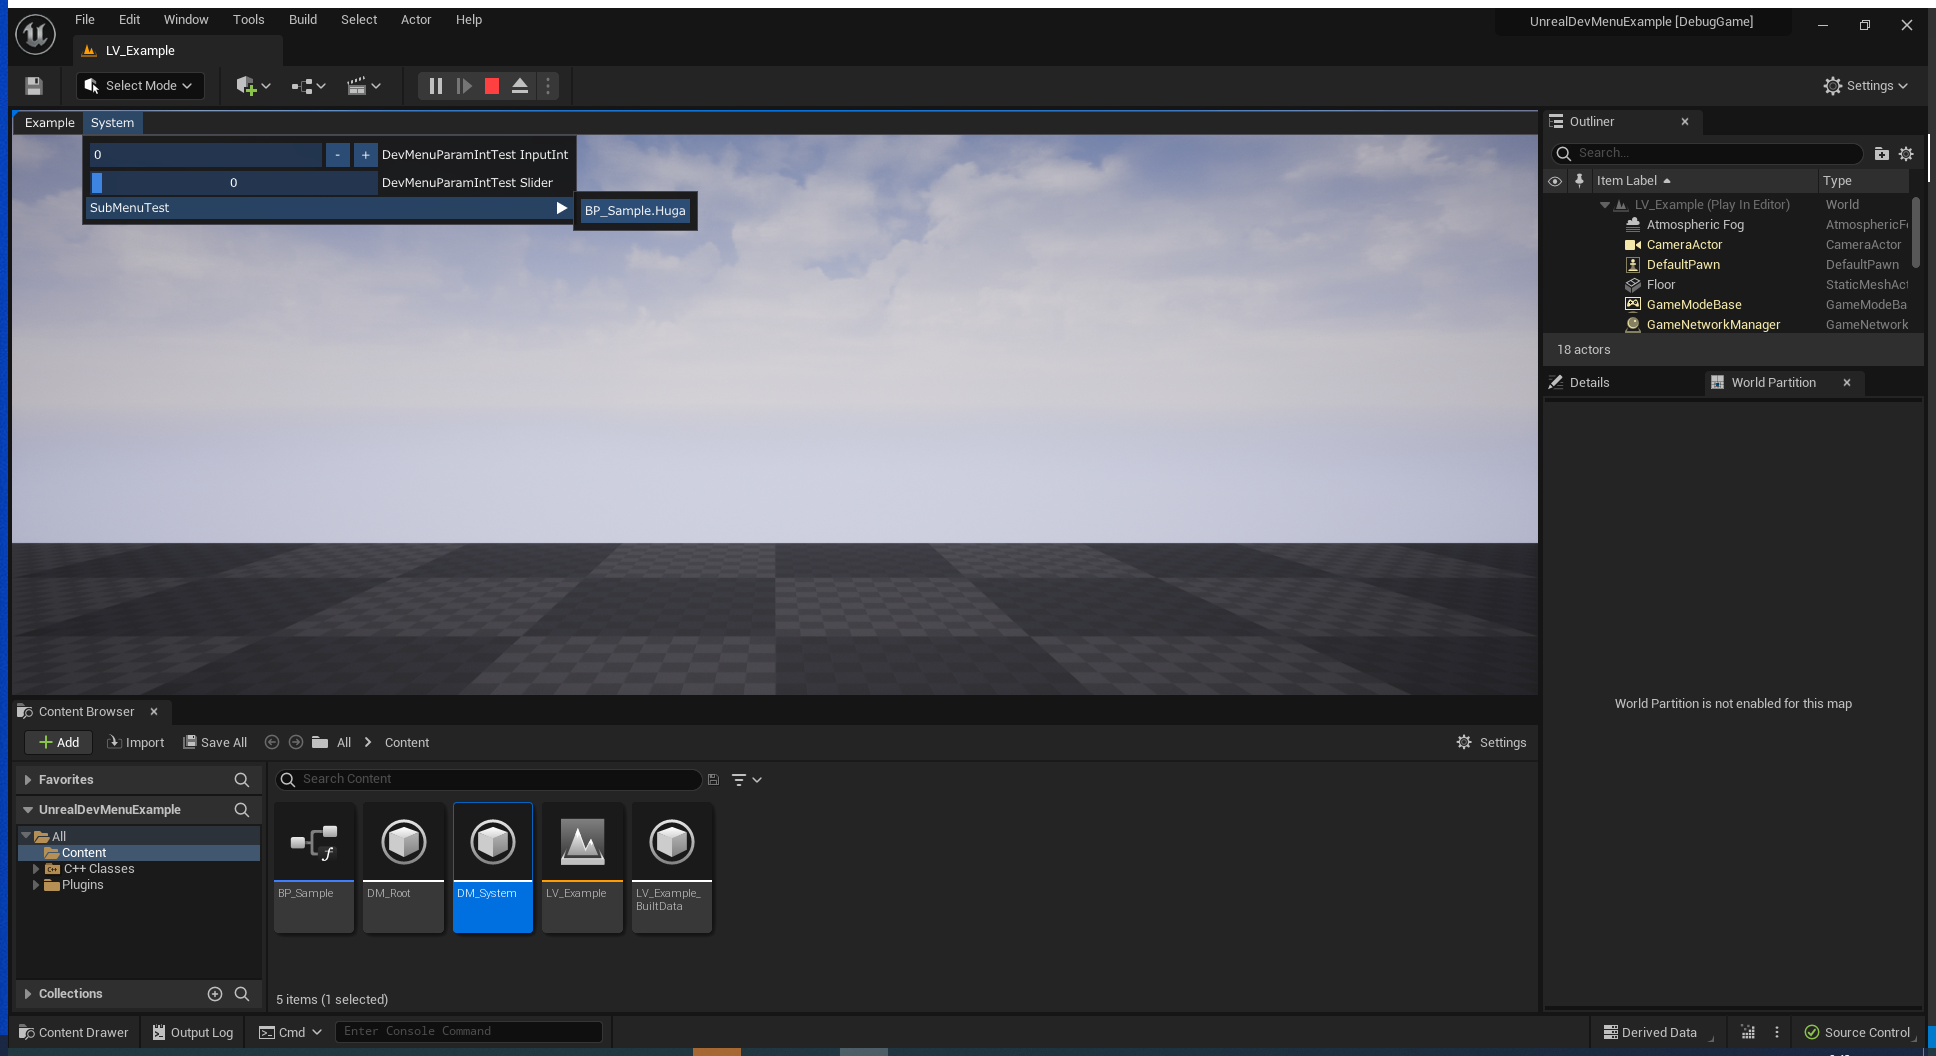 File Edit Window Tools Build Select Actor Help
UnrealDevMenuExample [DebugGame]
LV_Example
Select Mode
Settings
Example System
0 - + DevMenuParamIntTest InputInt
0 DevMenuParamIntTest Slider
SubMenuTest
BP_Sample.Huga
Outliner
Search...
Item Label Type
LV_Example (Play In Editor) World
Atmospheric Fog AtmosphericF
CameraActor CameraActor
DefaultPawn DefaultPawn
Floor StaticMeshAct
GameModeBase GameModeBa
GameNetworkManager GameNetwork
18 actors
Details World Partition
World Partition is not enabled for this map
Content Browser
Add Import Save All All Content Settings
Favorites
UnrealDevMenuExample
All
Content
C++ Classes
Plugins
Collections
Search Content
BP_Sample
DM_Root
DM_System
LV_Example
LV_Example_
BuiltData
5 items (1 selected)
Content Drawer Output Log Cmd Enter Console Command
Derived Data Source Control